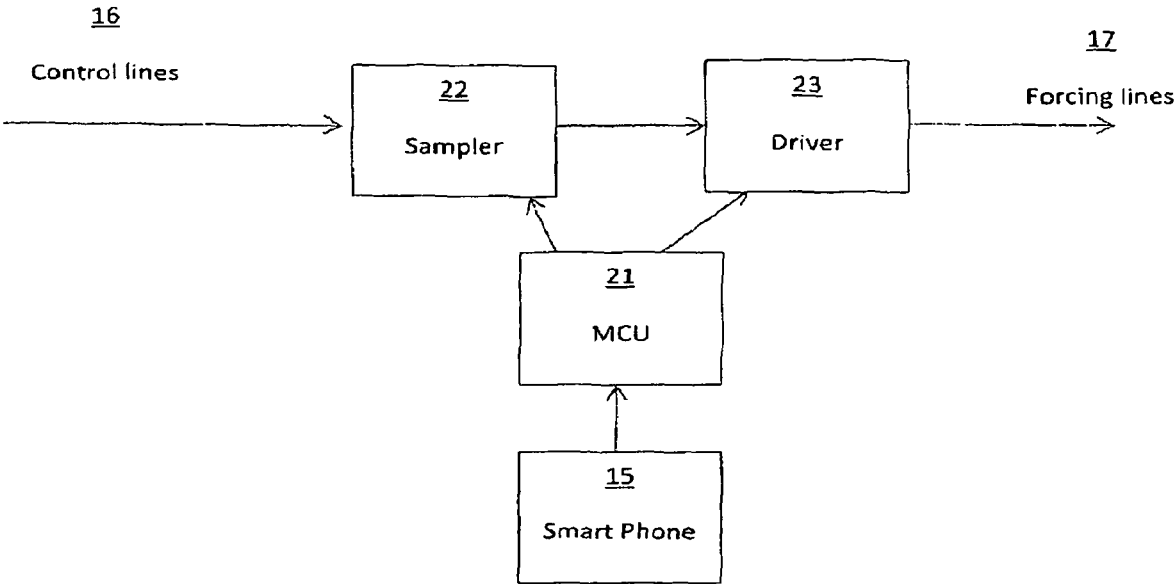 16
Control lines
22
Sampler
23
Driver
17
Forcing lines
21
MCU
15
Smart Phone